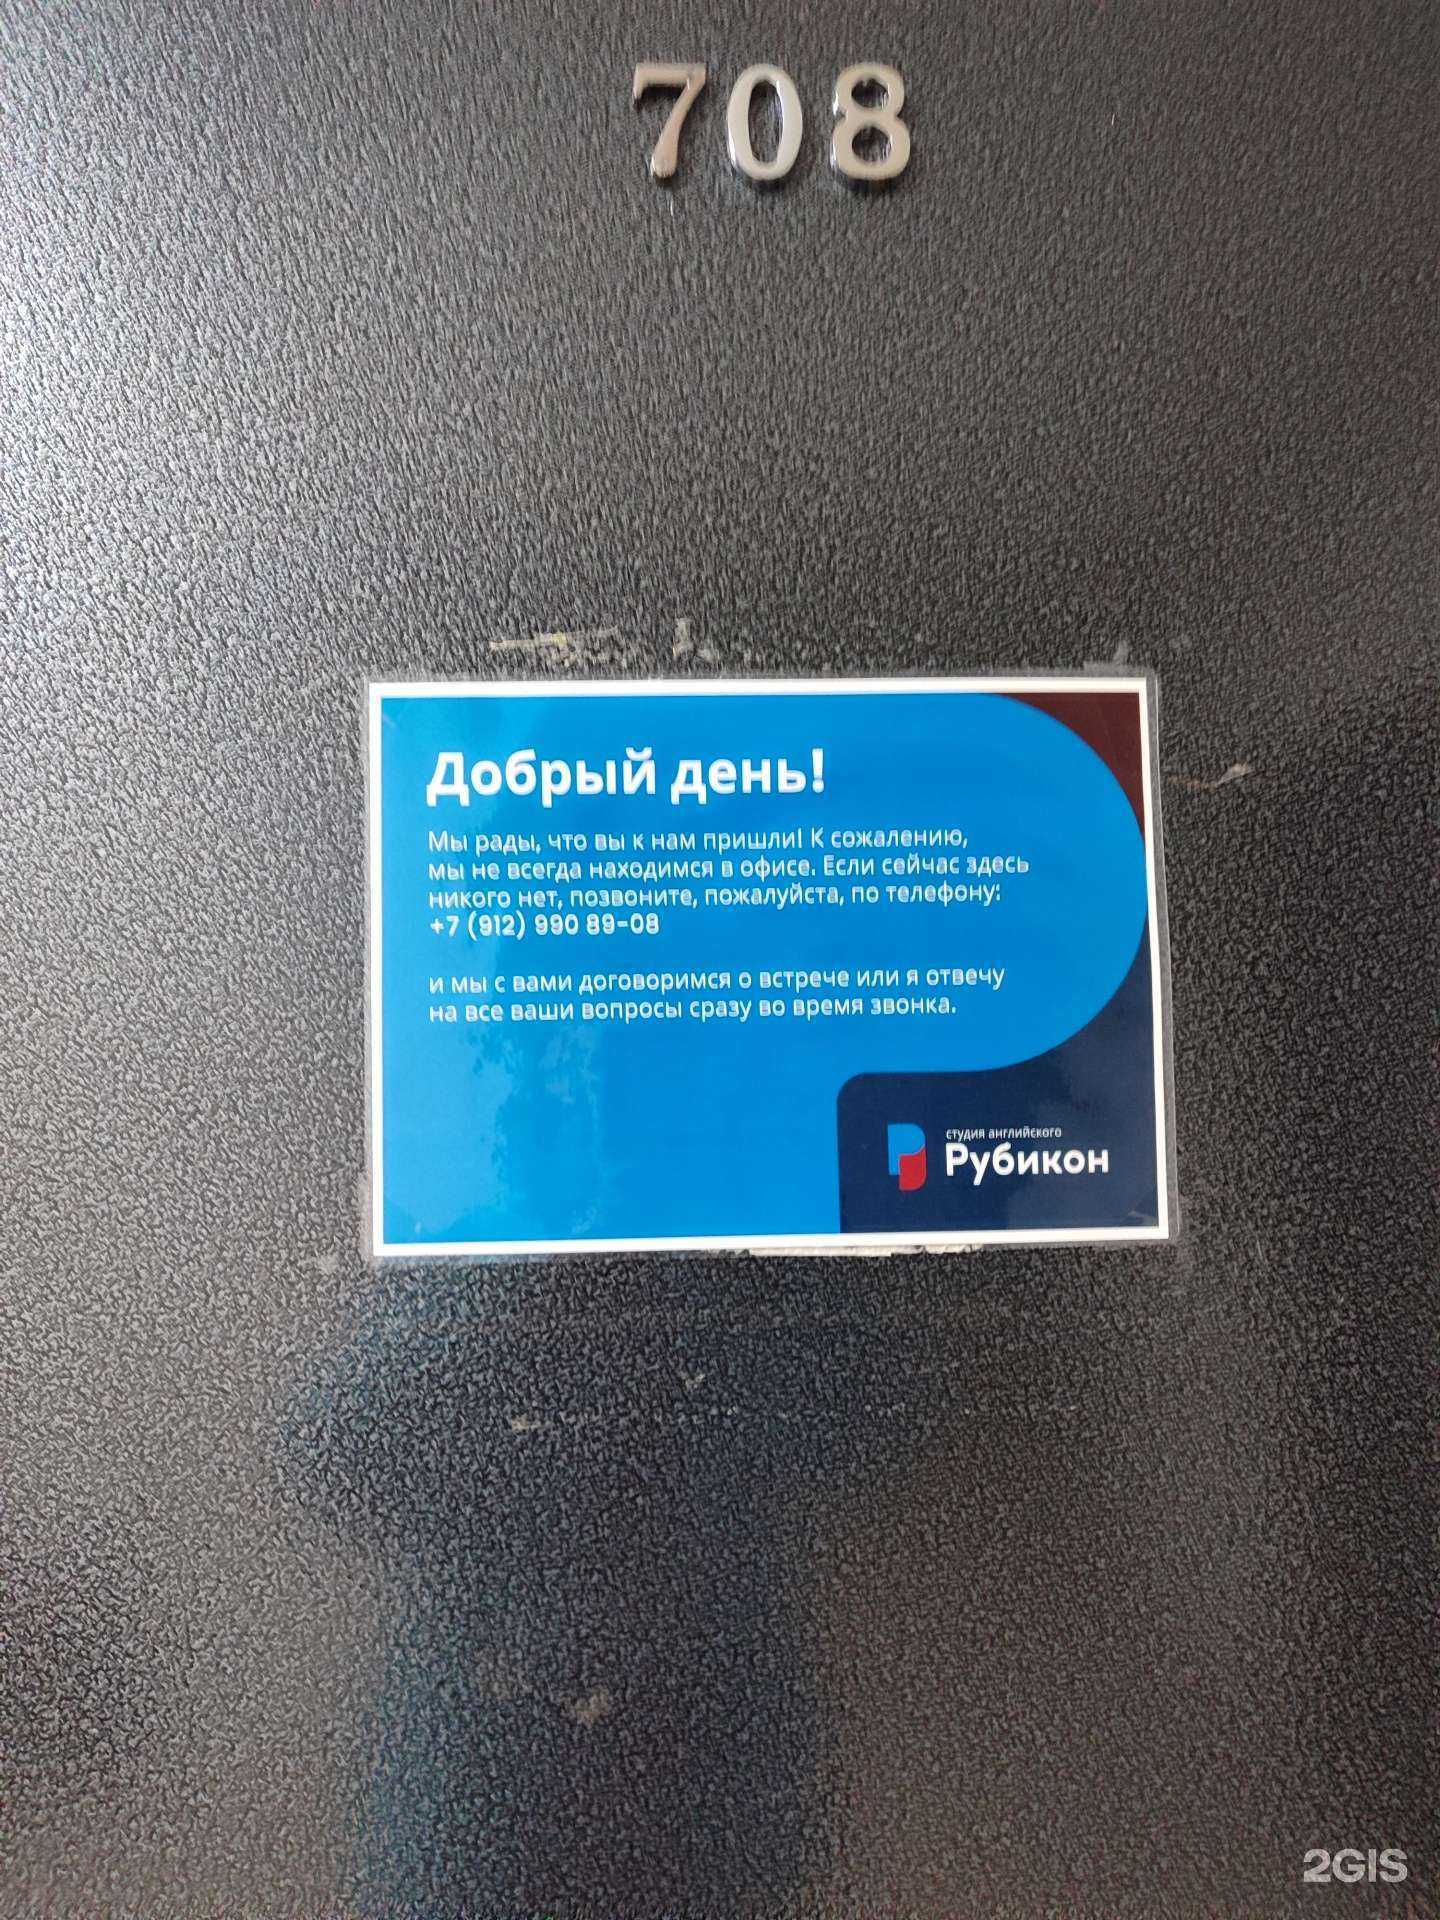 708
Добрый день!
Мы рады, что вы к нам пришли! К сожалению,
мы не всегда находимся в офисе. Если сейчас здесь
никого нет, позвоните, пожалуйста, по телефону:
+7 (912) 990 89-08
и мы с вами договоримся о встрече или я отвечу
на все ваши вопросы сразу во время звонка.
студия английского
Рубикон
2GIS